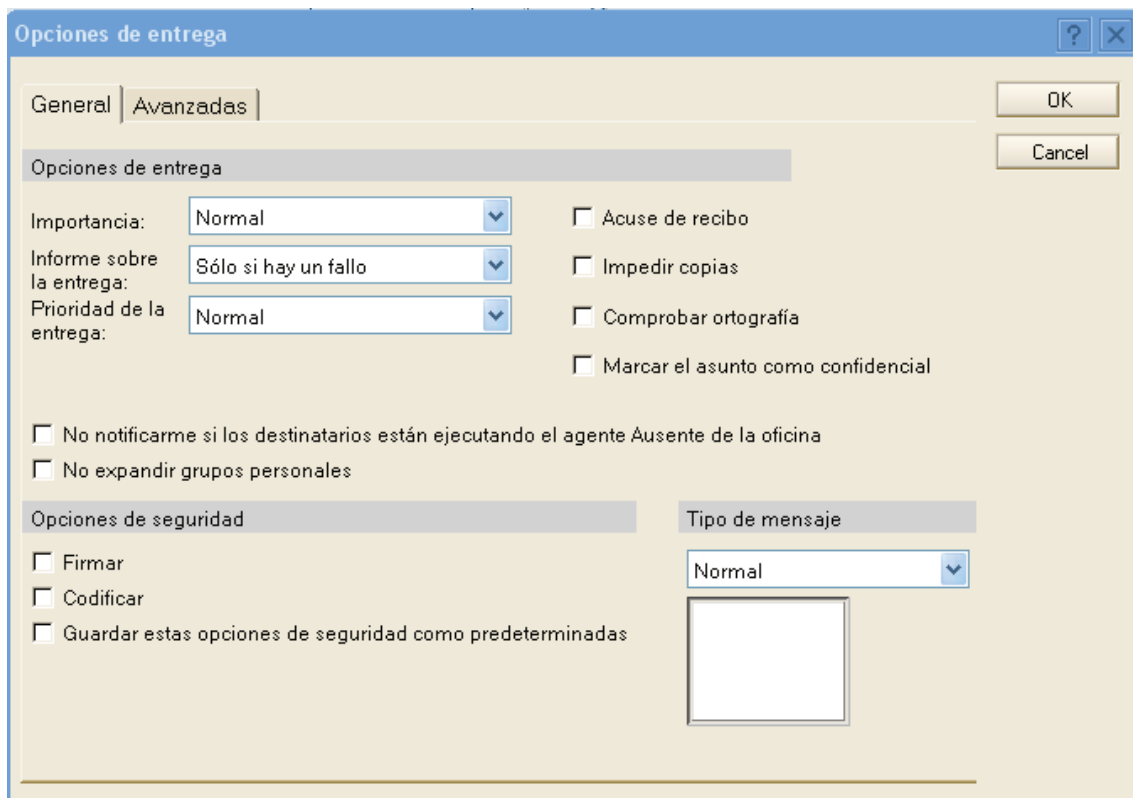 Opciones de entrega
General
Avanzadas
OK
Cancel
Opciones de entrega
Importancia:
Normal
Acuse de recibo
Informe sobre
la entrega:
Sólo si hay un fallo
Impedir copias
Prioridad de la
entrega:
Normal
Comprobar ortografía
Marcar el asunto como confidencial
No notificarme si los destinatarios están ejecutando el agente Ausente de la oficina
No expandir grupos personales
Opciones de seguridad
Firmar
Codificar
Guardar estas opciones de seguridad como predeterminadas
Tipo de mensaje
Normal